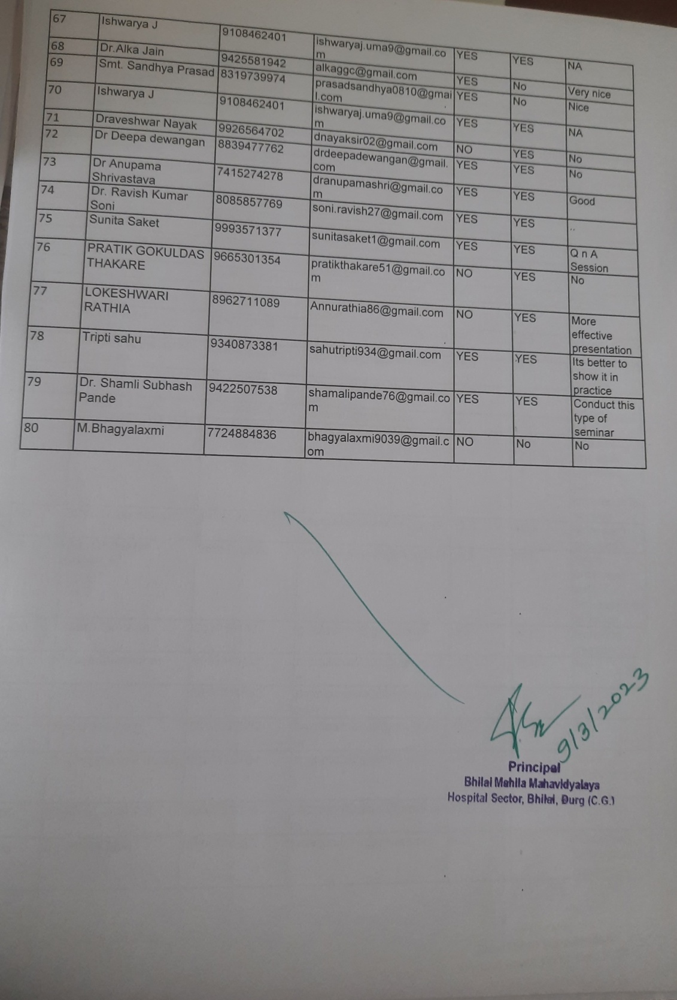 67 Ishwarya J 9108462401 ishwaryaj.uma9@gmail.co YES YES NA
m
68 Dr.Alka Jain 9425581942 alkaggc@gmail.com YES No Very nice
69 Smt. Sandhya Prasad 8319739974 prasadsandhya0810@gmai YES No Nice
l.com
70 Ishwarya J 9108462401 ishwaryaj.uma9@gmail.co YES YES NA
m
71 Draveshwar Nayak 9926564702 dnayaksir02@gmail.com NO YES No
72 Dr Deepa dewangan 8839477762 drdeepadewangan@gmail. YES YES No
com
73 Dr Anupama 7415274278 dranupamashri@gmail.co YES YES Good
Shrivastava m
74 Dr. Ravish Kumar 8085857769 soni.ravish27@gmail.com YES YES ..
Soni
75 Sunita Saket 9993571377 sunitasaket1@gmail.com YES YES Q n A
Session
76 PRATIK GOKULDAS 9665301354 pratikthakare51@gmail.co NO YES No
THAKARE m
77 LOKESHWARI 8962711089 Annurathia86@gmail.com NO YES More
RATHIA effective
presentation
78 Tripti sahu 9340873381 sahutripti934@gmail.com YES YES Its better to
show it in
practice
79 Dr. Shamli Subhash 9422507538 shamalipande76@gmail.co YES YES Conduct this
Pande m type of
seminar
80 M.Bhagyalaxmi 7724884836 bhagyalaxmi9039@gmail.c NO No No
om
9/3/2023
Principal
Bhilai Mahila Mahavidyalaya
Hospital Sector, Bhilai, Durg (C.G.)